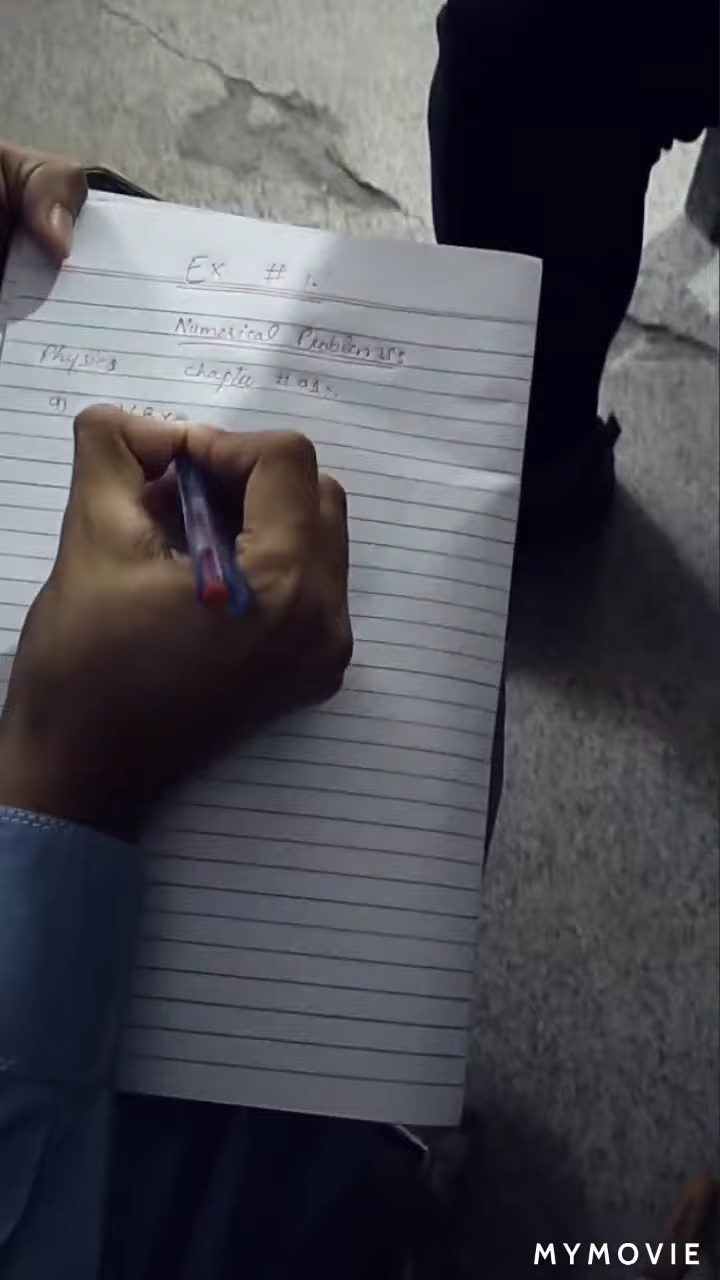 Ex # 1.
Numerical Problems:
Physics chapter # 01:
a)
MYMOVIE